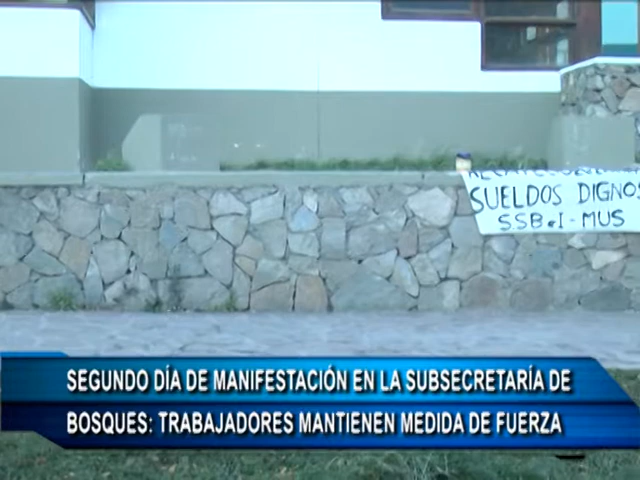 SUELDOS DIGNOS
SSB e I - MUS
SEGUNDO DÍA DE MANIFESTACIÓN EN LA SUBSECRETARÍA DE
BOSQUES: TRABAJADORES MANTIENEN MEDIDA DE FUERZA